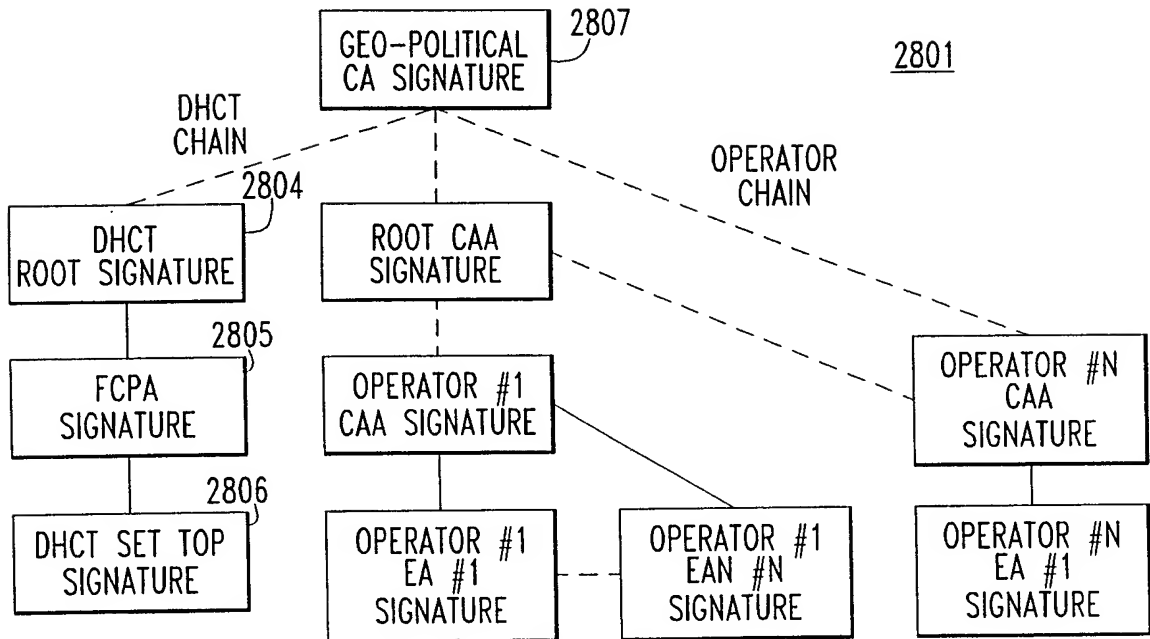 GEO-POLITICAL
CA SIGNATURE
2807
2801
DHCT
CHAIN
OPERATOR
CHAIN
2804
DHCT
ROOT SIGNATURE
ROOT CAA
SIGNATURE
2805
FCPA
SIGNATURE
OPERATOR #1
CAA SIGNATURE
OPERATOR #N
CAA
SIGNATURE
2806
DHCT SET TOP
SIGNATURE
OPERATOR #1
EA #1
SIGNATURE
OPERATOR #1
EAN #N
SIGNATURE
OPERATOR #N
EA #1
SIGNATURE